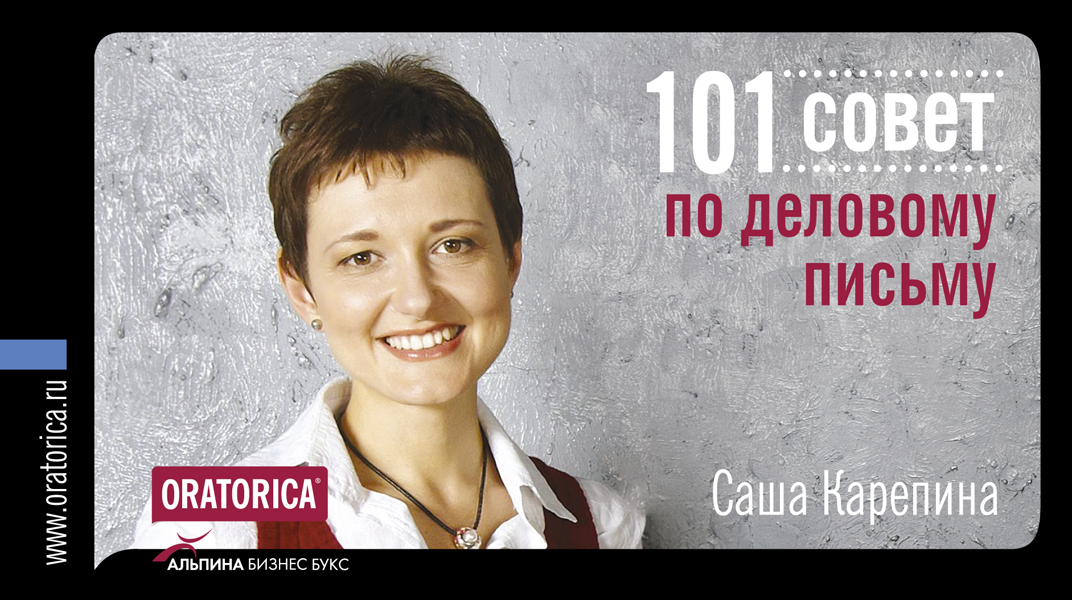 101 совет
по деловому
письму
Саша Карепина
ORATORICA®
АЛЬПИНА БИЗНЕС БУКС
www.oratorica.ru